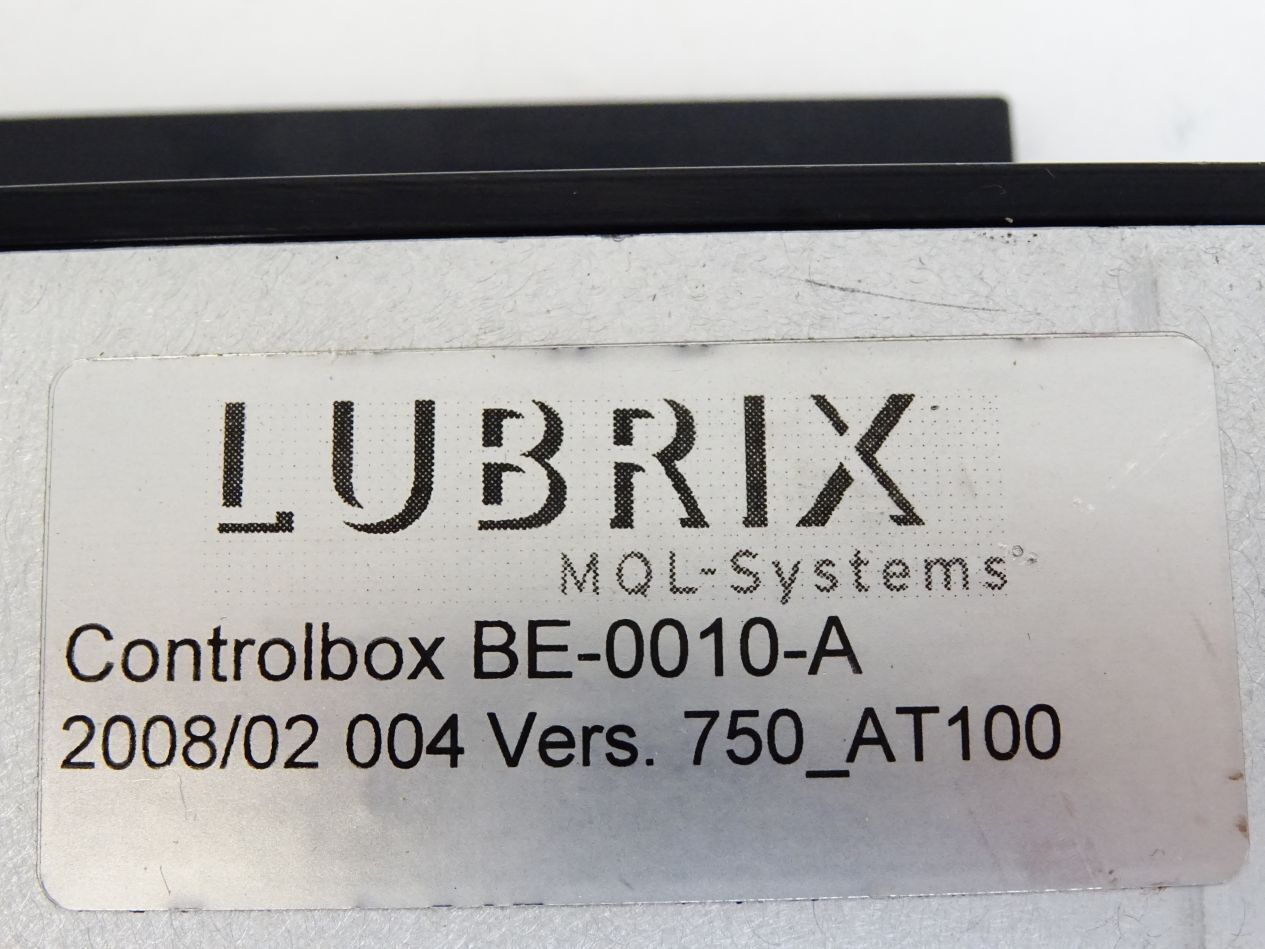 LUBRIX
MQL-Systems
Controlbox BE-0010-A
2008/02 004 Vers. 750_AT100